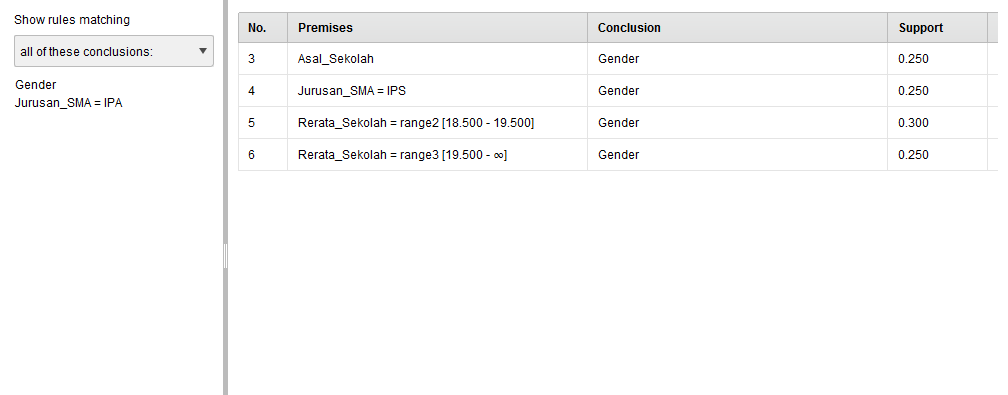 Show rules matching
all of these conclusions:
Gender
Jurusan_SMA = IPA
No. Premises Conclusion Support
3 Asal_Sekolah Gender 0.250
4 Jurusan_SMA = IPS Gender 0.250
5 Rerata_Sekolah = range2 [18.500 - 19.500] Gender 0.300
6 Rerata_Sekolah = range3 [19.500 - ∞] Gender 0.250